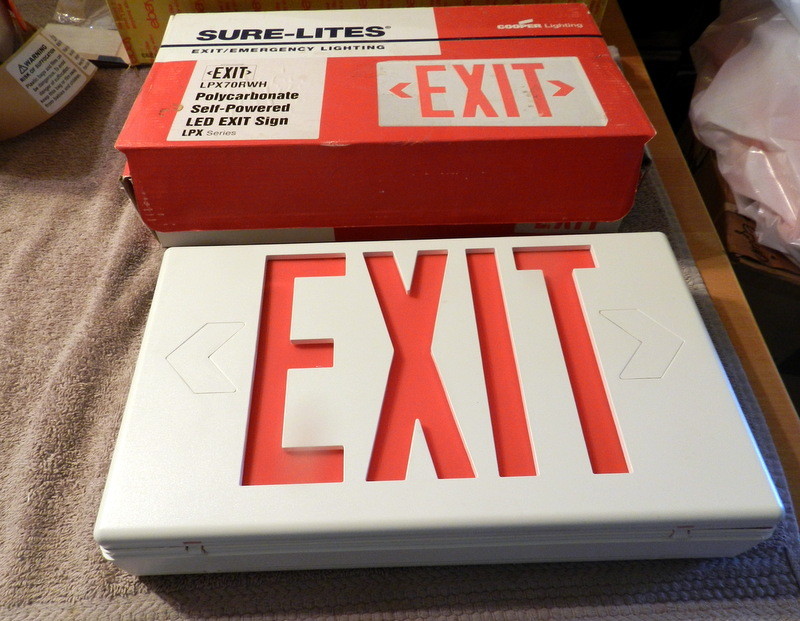 SURE-LITES®
EXIT/EMERGENCY LIGHTING
COOPER Lighting
<EXIT>
LPX70RWH
Polycarbonate
Self-Powered
LED EXIT Sign
LPX Series
<EXIT>
EXIT
EXIT
WARNING